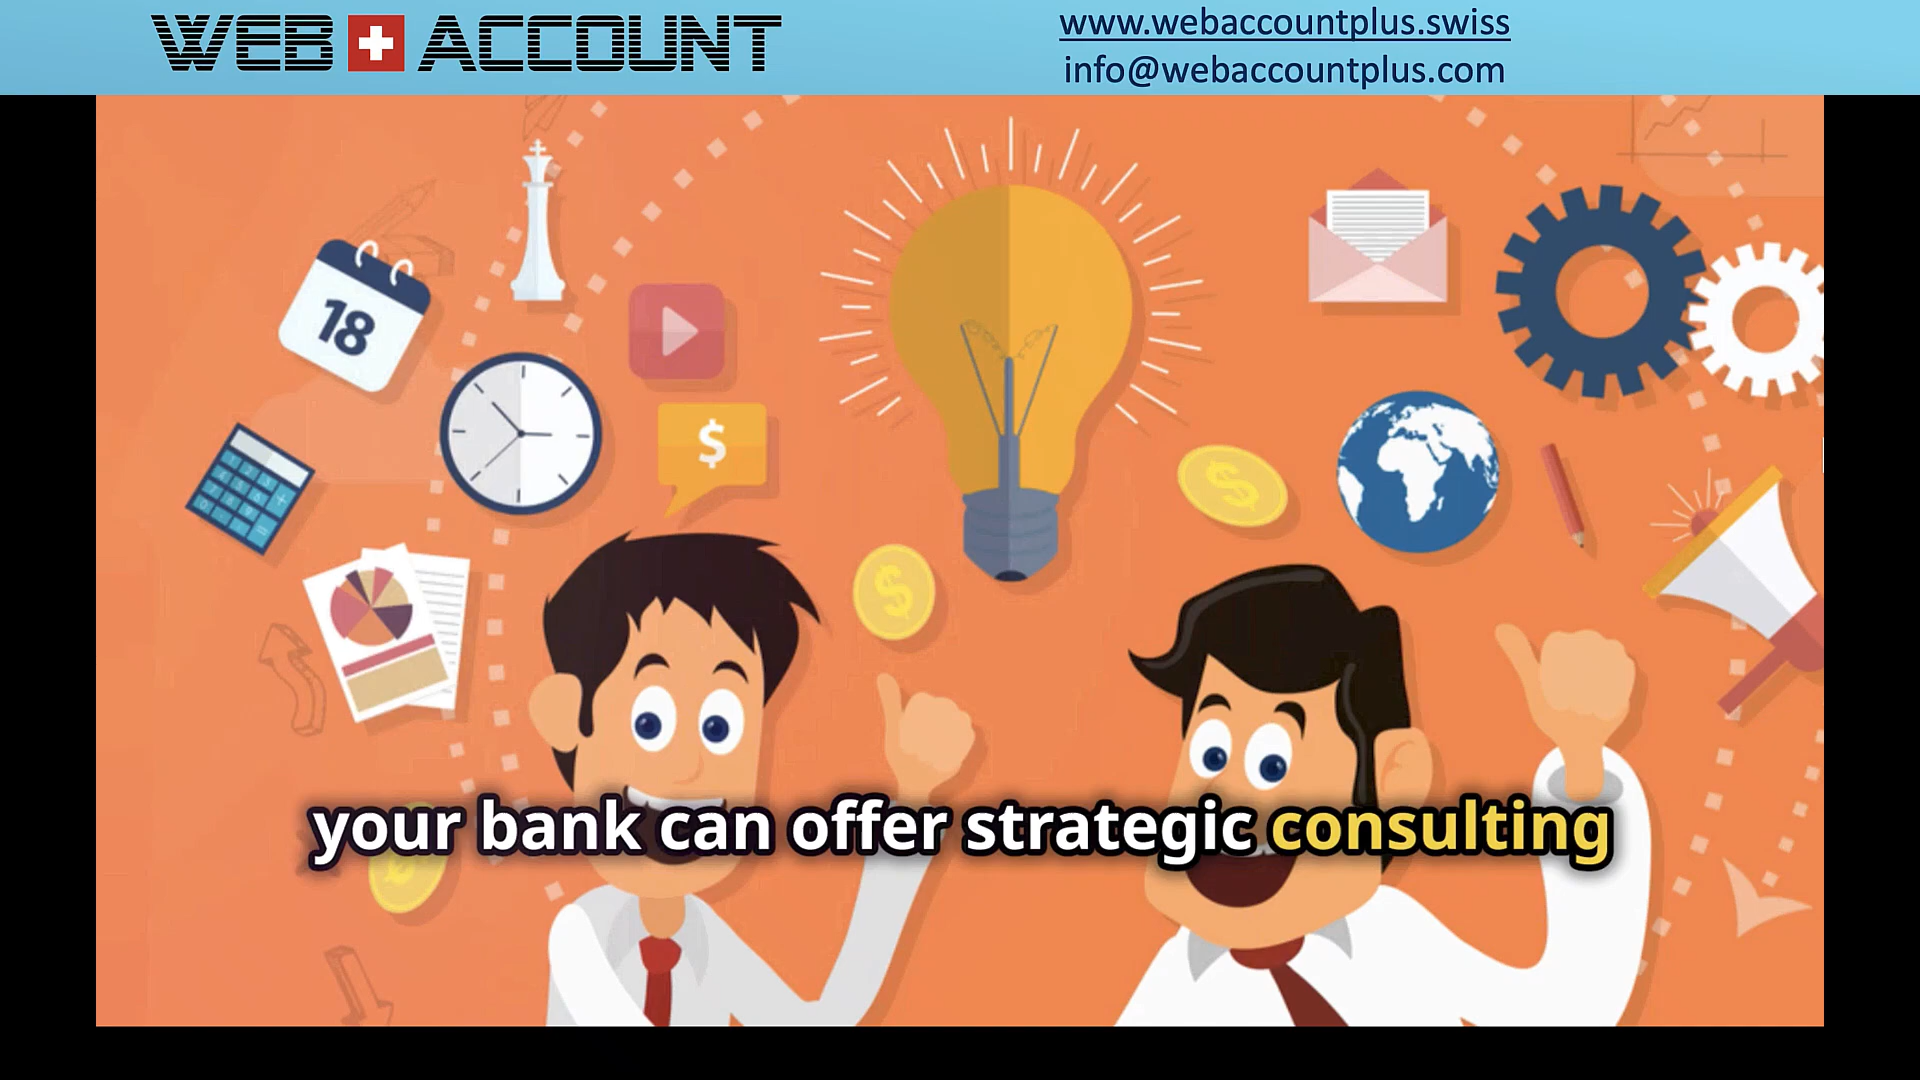 WEB + ACCOUNT
www.webaccountplus.swiss
info@webaccountplus.com
18
$
$
$
your bank can offer strategic consulting